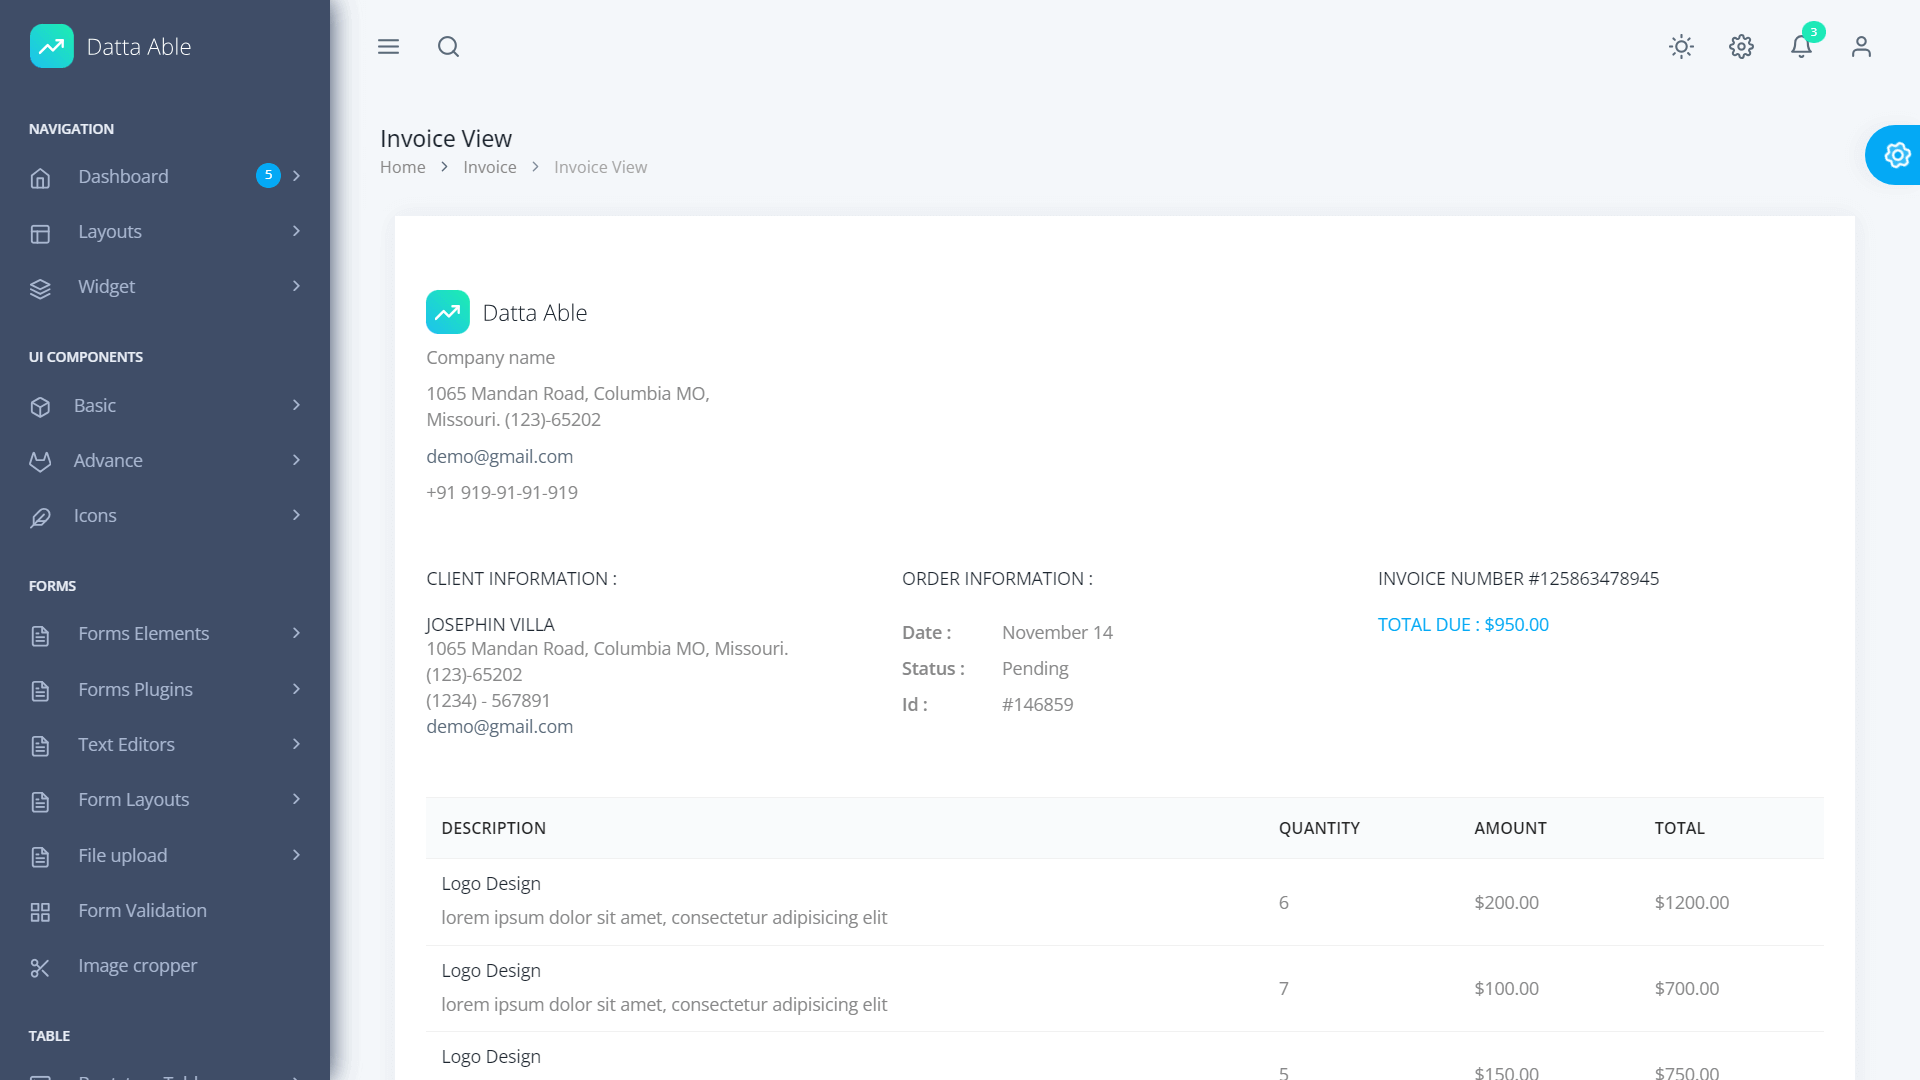 Datta Able
3
NAVIGATION
Dashboard 5
Layouts
Widget
UI COMPONENTS
Basic
Advance
Icons
FORMS
Forms Elements
Forms Plugins
Text Editors
Form Layouts
File upload
Form Validation
Image cropper
TABLE
Invoice View
Home > Invoice > Invoice View
Datta Able
Company name
1065 Mandan Road, Columbia MO,
Missouri. (123)-65202
demo@gmail.com
+91 919-91-91-919
CLIENT INFORMATION :
JOSEPHIN VILLA
1065 Mandan Road, Columbia MO, Missouri.
(123)-65202
(1234) - 567891
demo@gmail.com
ORDER INFORMATION :
Date : November 14
Status : Pending
Id : #146859
INVOICE NUMBER #125863478945
TOTAL DUE : $950.00
DESCRIPTION QUANTITY AMOUNT TOTAL
Logo Design
lorem ipsum dolor sit amet, consectetur adipisicing elit
6 $200.00 $1200.00
Logo Design
lorem ipsum dolor sit amet, consectetur adipisicing elit
7 $100.00 $700.00
Logo Design
5 $150.00 $750.00